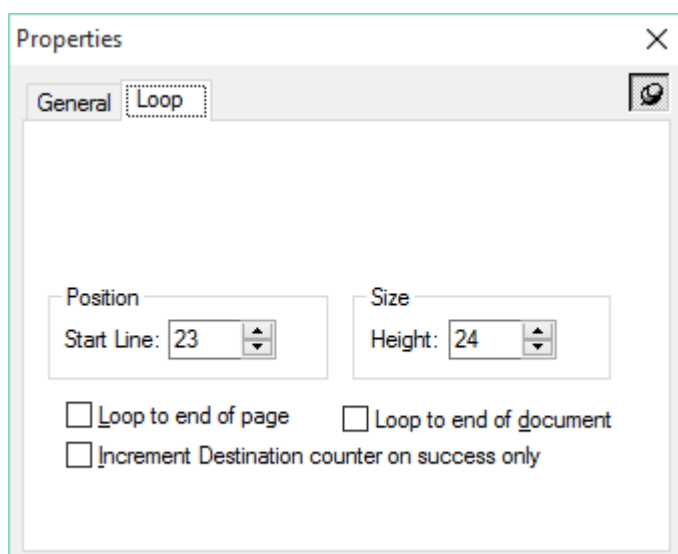 Properties
General Loop
Position Size
Start Line: 23 Height: 24
Loop to end of page Loop to end of document
Increment Destination counter on success only